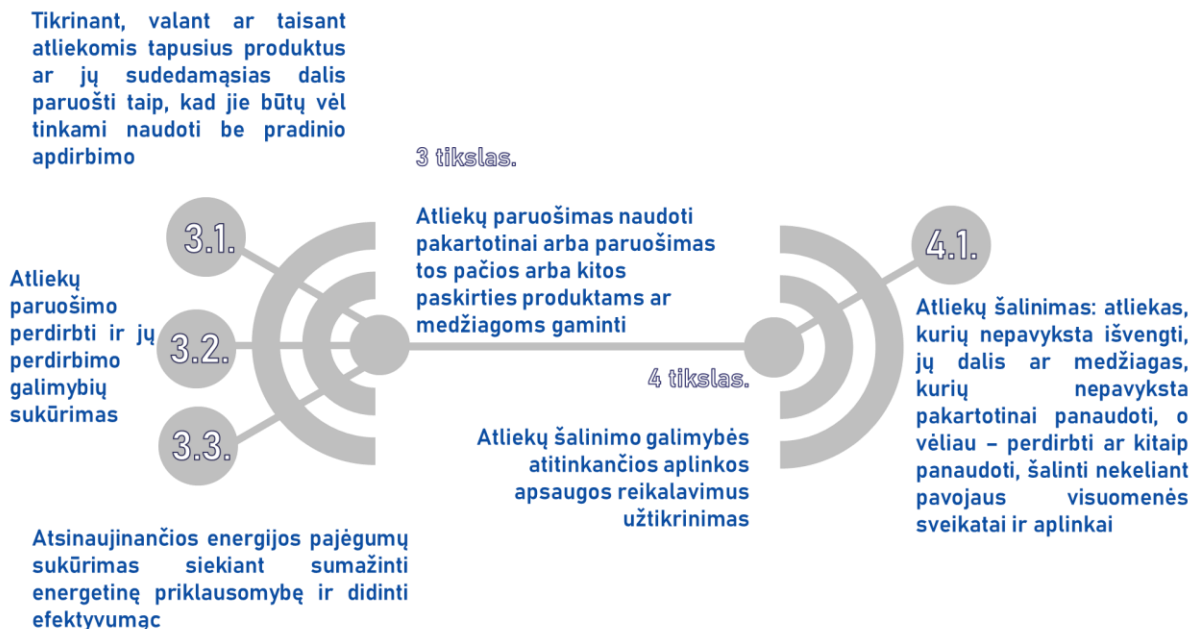 Tikrinant, valant ar taisant
atliekomis tapusius produktus
ar jų sudedamąsias dalis
paruošti taip, kad jie būtų vėl
tinkami naudoti be pradinio
apdirbimo
3.1.
Atliekų
paruošimo
perdirbti ir jų
perdirbimo
galimybių
sukūrimas
3.2.
3.3.
Atsinaujinančios energijos pajėgumų
sukūrimas siekiant sumažinti
energetinę priklausomybę ir didinti
efektyvumąc
3 tikslas.
Atliekų paruošimas naudoti
pakartotinai arba paruošimas
tos pačios arba kitos
paskirties produktams ar
medžiagoms gaminti
4 tikslas.
Atliekų šalinimo galimybės
atitinkančios aplinkos
apsaugos reikalavimus
užtikrinimas
4.1.
Atliekų šalinimas: atliekas,
kurių nepavyksta išvengti,
jų dalis ar medžiagas,
kurių nepavyksta
pakartotinai panaudoti, o
vėliau – perdirbti ar kitaip
panaudoti, šalinti nekeliant
pavojaus visuomenės
sveikatai ir aplinkai